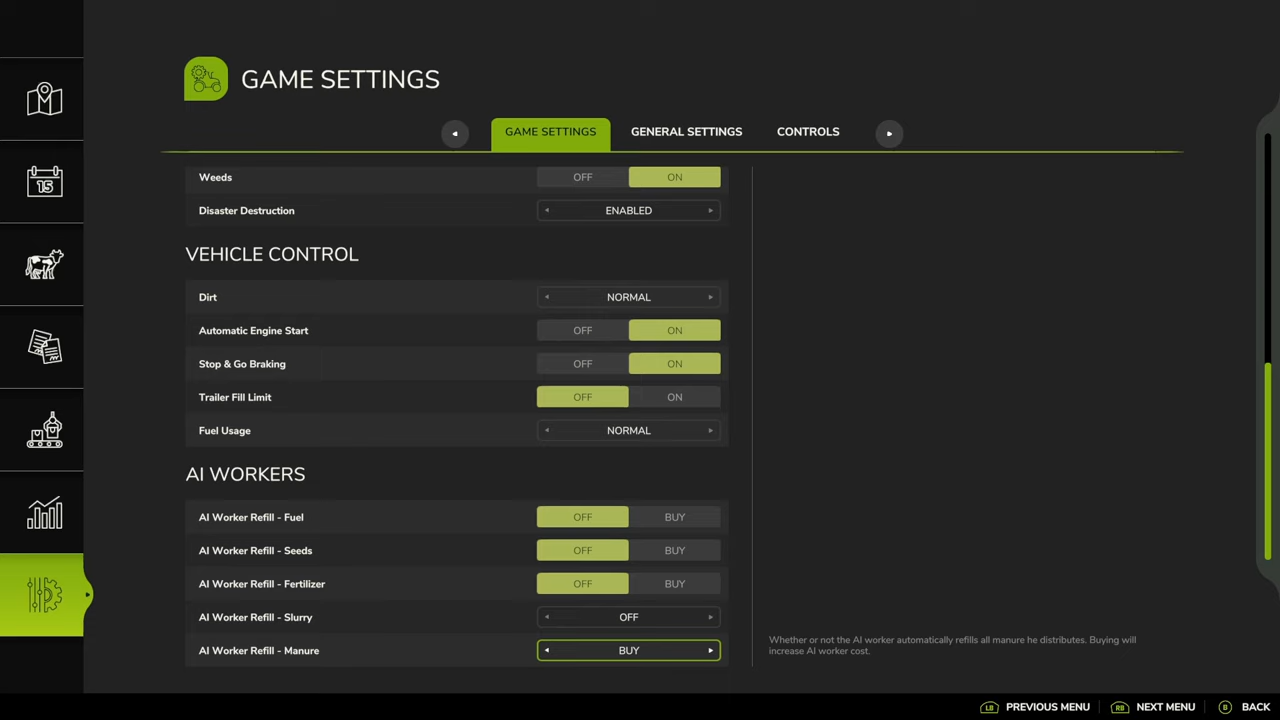 GAME SETTINGS
GAME SETTINGS GENERAL SETTINGS CONTROLS
15
Weeds OFF ON
Disaster Destruction ENABLED
VEHICLE CONTROL
Dirt NORMAL
Automatic Engine Start OFF ON
Stop & Go Braking OFF ON
Trailer Fill Limit OFF ON
Fuel Usage NORMAL
AI WORKERS
AI Worker Refill - Fuel OFF BUY
AI Worker Refill - Seeds OFF BUY
AI Worker Refill - Fertilizer OFF BUY
AI Worker Refill - Slurry OFF
AI Worker Refill - Manure BUY
Whether or not the AI worker automatically refills all manure he distributes. Buying will
increase AI worker cost.
LB PREVIOUS MENU RB NEXT MENU B BACK